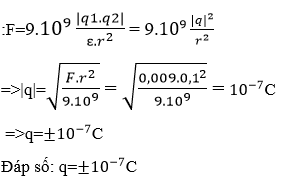 :F=9.10⁹ |q1.q2|/ε.r² = 9.10⁹ |q|²/r²
=>|q|=√(F.r²/9.10⁹) = √(0,009.0,1²/9.10⁹) = 10⁻⁷C
=>q=±10⁻⁷C
Đáp số: q=±10⁻⁷C